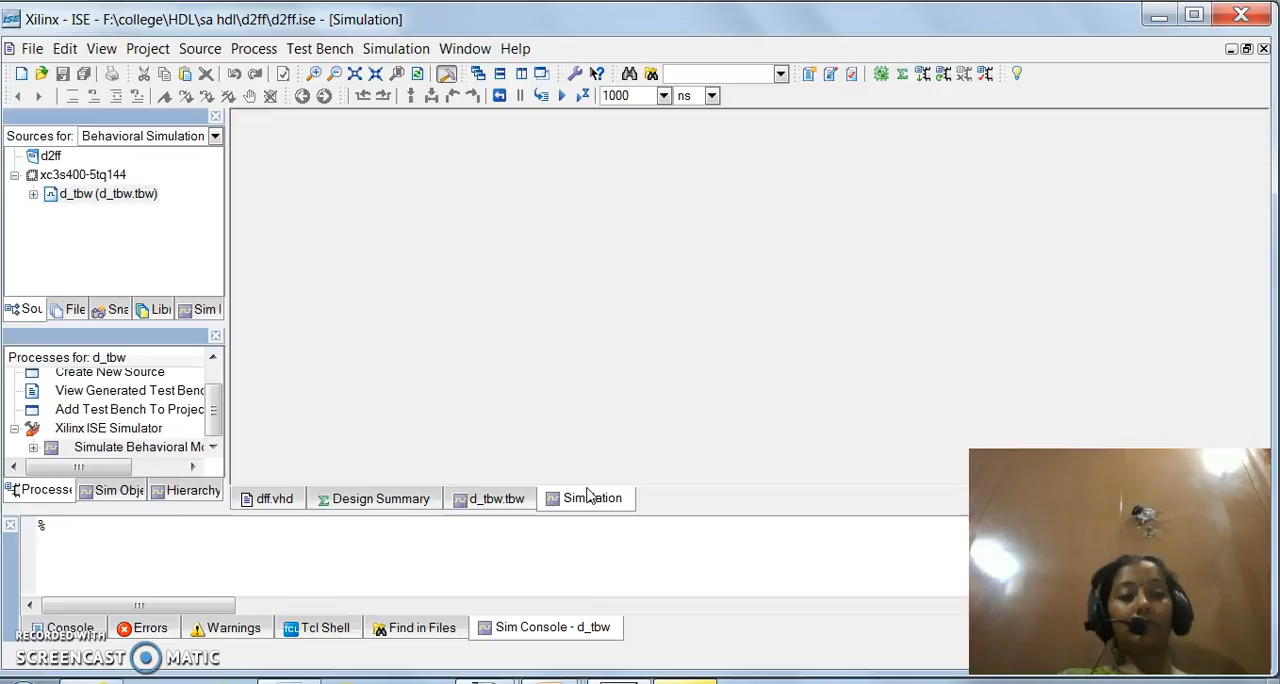 Xilinx - ISE - F:\college\HDL\sa hdl\d2ff\d2ff.ise - [Simulation]
File Edit View Project Source Process Test Bench Simulation Window Help
1000 ns
Sources for: Behavioral Simulation
d2ff
xc3s400-5tq144
d_tbw (d_tbw.tbw)
Sou File Sna Libi Sim I
Processes for: d_tbw
Create New Source
View Generated Test Benc
Add Test Bench To Projec
Xilinx ISE Simulator
Simulate Behavioral Mo
Processe Sim Obje Hierarchy
dff.vhd Design Summary d_tbw.tbw Simulation
%
Console Errors Warnings Tcl Shell Find in Files Sim Console - d_tbw
RECORDED WITH
SCREENCAST MATIC